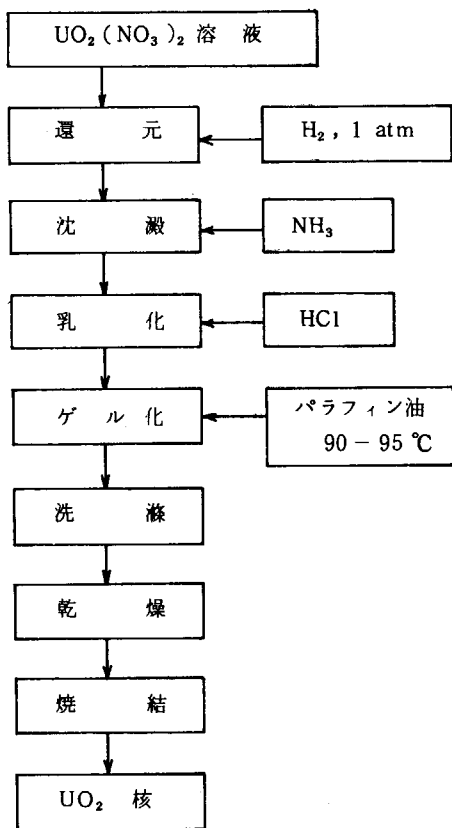 UO₂(NO₃)₂溶 液
還 元
H₂, 1 atm
沈 澱
NH₃
乳 化
HCl
ゲ ル 化
パラフィン油
90 − 95 ℃
洗 滌
乾 燥
焼 結
UO₂ 核